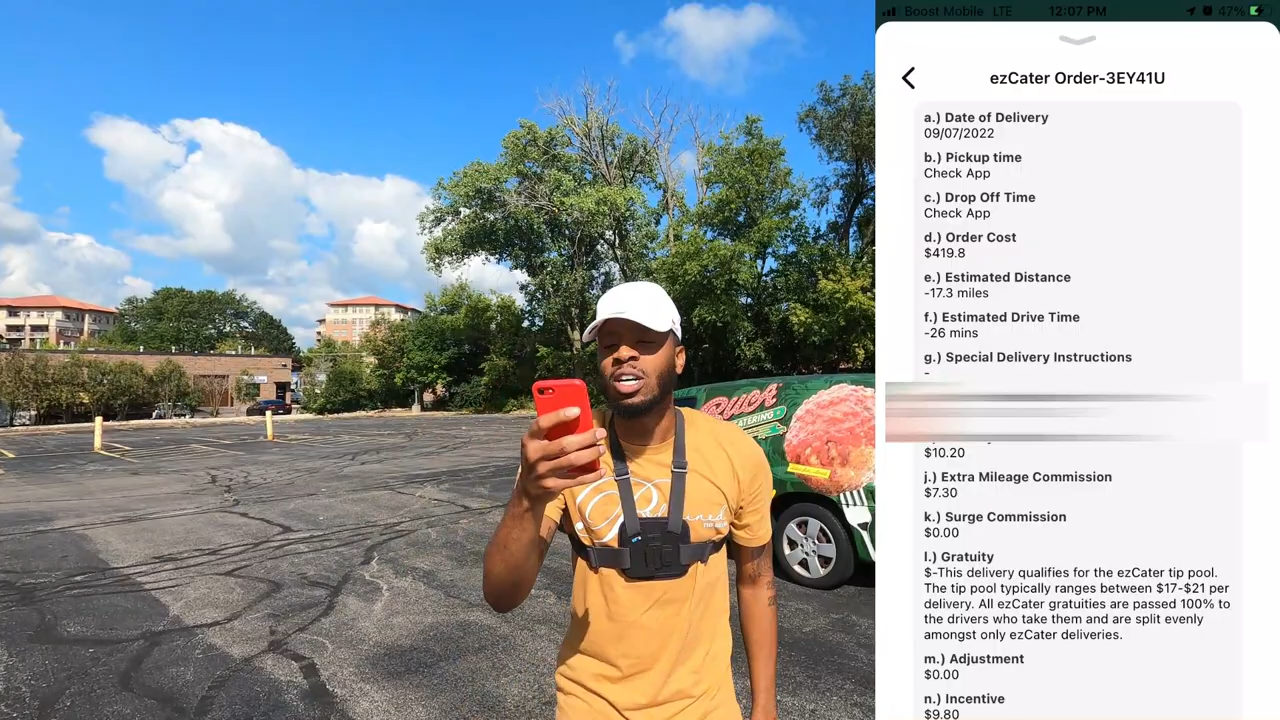 Boost Mobile LTE 12:07 PM 47%
ezCater Order-3EY41U
a.) Date of Delivery
09/07/2022
b.) Pickup time
Check App
c.) Drop Off Time
Check App
d.) Order Cost
$419.8
e.) Estimated Distance
-17.3 miles
f.) Estimated Drive Time
-26 mins
g.) Special Delivery Instructions
-
$10.20
j.) Extra Mileage Commission
$7.30
k.) Surge Commission
$0.00
l.) Gratuity
$-This delivery qualifies for the ezCater tip pool.
The tip pool typically ranges between $17-$21 per
delivery. All ezCater gratuities are passed 100% to
the drivers who take them and are split evenly
amongst only ezCater deliveries.
m.) Adjustment
$0.00
n.) Incentive
$9.80
BUCA
CATERING